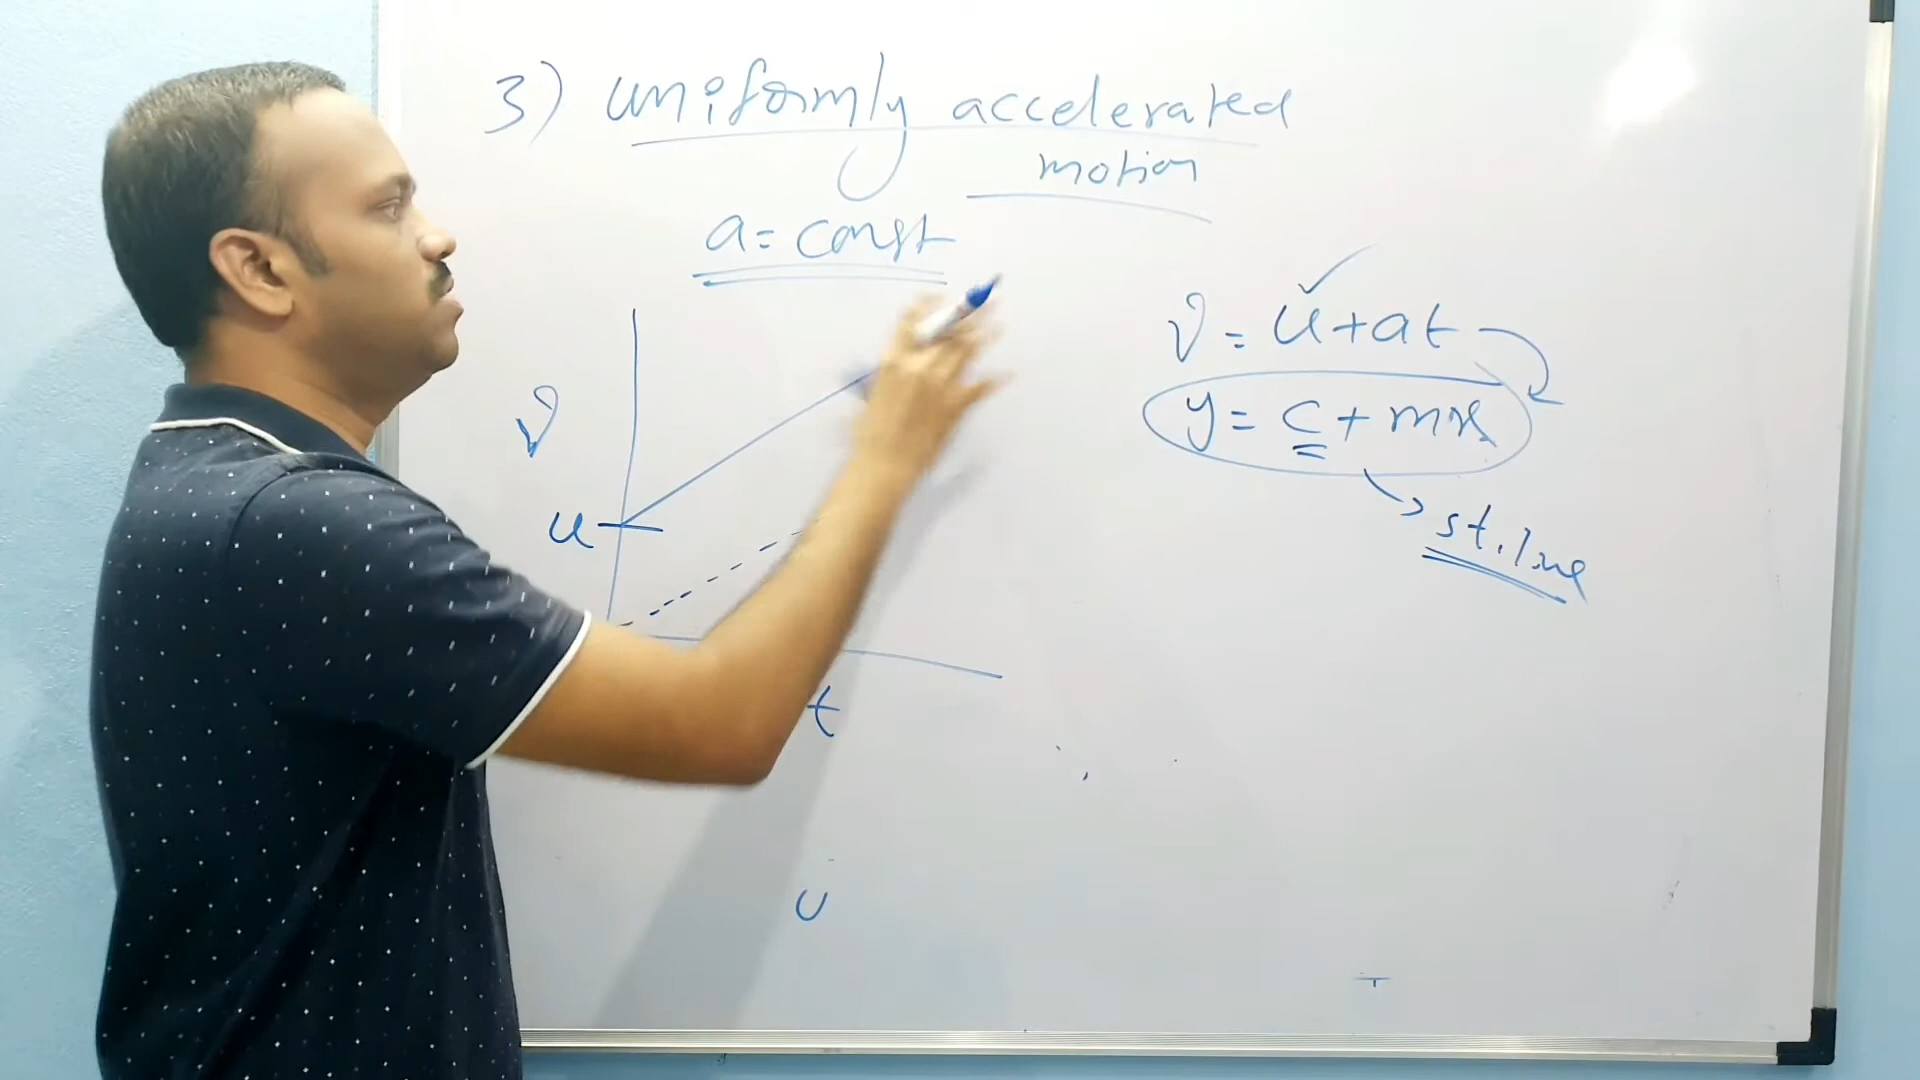 3) uniformly accelerated
motion
a = const
v = u + at
y = c + mx
st. line
v
u
t
U